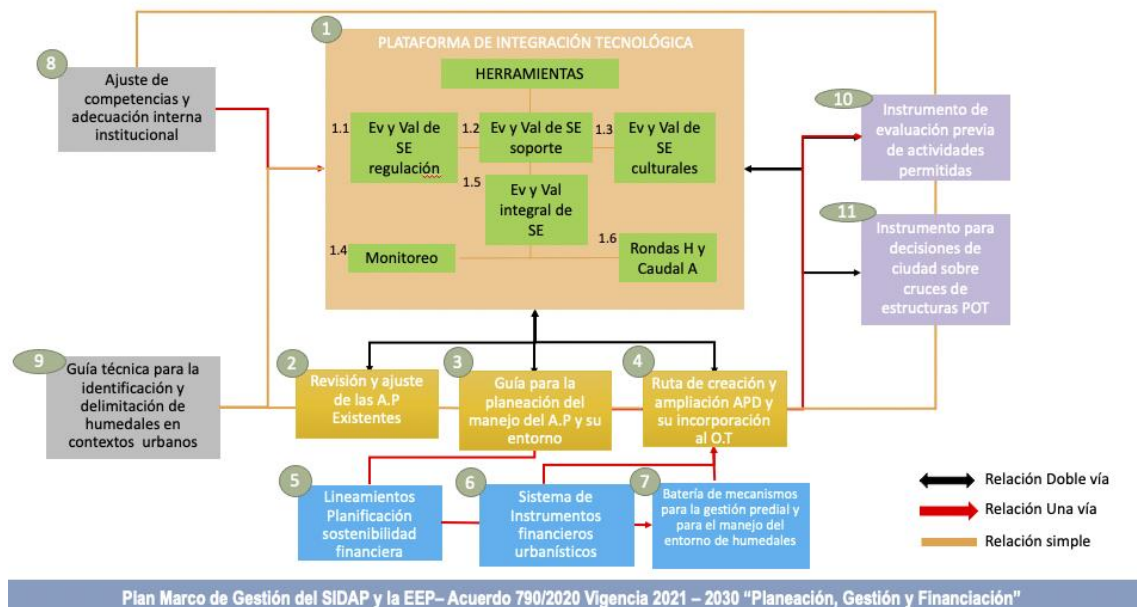 1
PLATAFORMA DE INTEGRACIÓN TECNOLÓGICA
HERRAMIENTAS
1.1
Ev y Val de
SE
regulación
1.2
Ev y Val de SE
soporte
1.3
Ev y Val de
SE
culturales
1.5
Ev y Val
integral de
SE
1.4
Monitoreo
1.6
Rondas H y
Caudal A
8
Ajuste de
competencias y
adecuación interna
institucional
10
Instrumento de
evaluación previa
de actividades
permitidas
11
Instrumento para
decisiones de
ciudad sobre
cruces de
estructuras POT
9
Guía técnica para la
identificación y
delimitación de
humedales en
contextos urbanos
2
Revisión y ajuste
de las A.P
Existentes
3
Guía para la
planeación del
manejo del A.P y su
entorno
4
Ruta de creación y
ampliación APD y
su incorporación
al O.T
5
Lineamientos
Planificación
sostenibilidad
financiera
6
Sistema de
Instrumentos
financieros
urbanísticos
7
Batería de mecanismos
para la gestión predial y
para el manejo del
entorno de humedales
Relación Doble vía
Relación Una vía
Relación simple
Plan Marco de Gestión del SIDAP y la EEP– Acuerdo 790/2020 Vigencia 2021 – 2030 “Planeación, Gestión y Financiación”